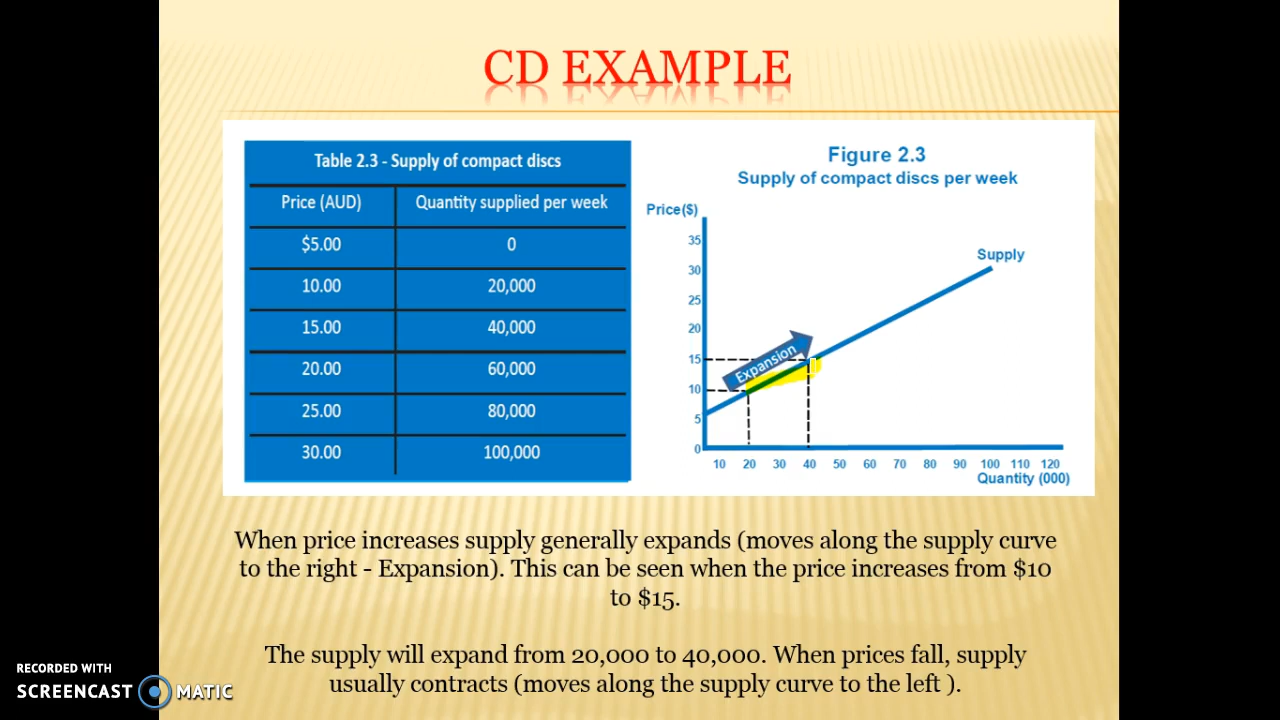 CD EXAMPLE
Table 2.3 - Supply of compact discs
Price (AUD) Quantity supplied per week
$5.00 0
10.00 20,000
15.00 40,000
20.00 60,000
25.00 80,000
30.00 100,000
Figure 2.3
Supply of compact discs per week
Price($)
35
30
25
20
15
10
5
0
Supply
Expansion
10 20 30 40 50 60 70 80 90 100 110 120
Quantity (000)
When price increases supply generally expands (moves along the supply curve
to the right - Expansion). This can be seen when the price increases from $10
to $15.
The supply will expand from 20,000 to 40,000. When prices fall, supply
usually contracts (moves along the supply curve to the left ).
RECORDED WITH
SCREENCAST MATIC